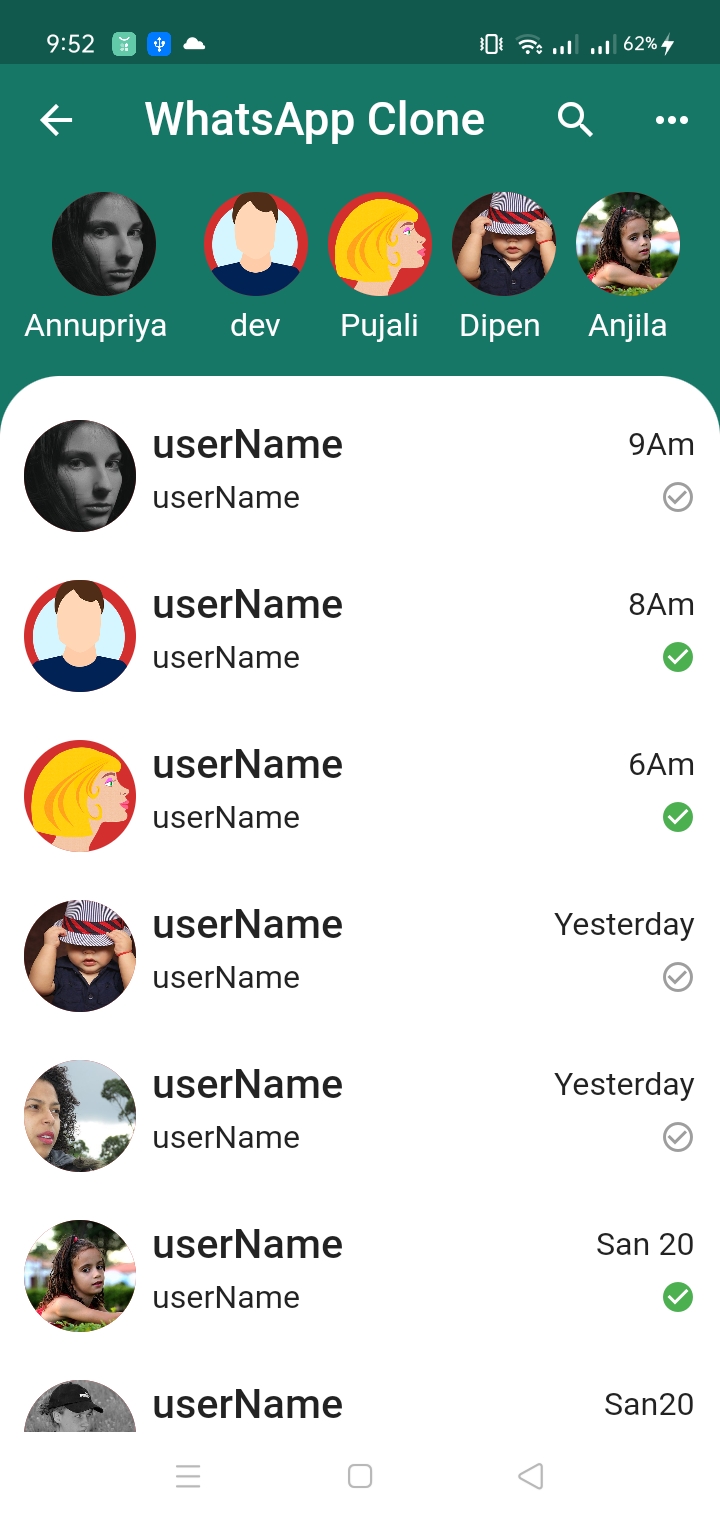 9:52 62%
WhatsApp Clone
Annupriya dev Pujali Dipen Anjila
userName 9Am
userName
userName 8Am
userName
userName 6Am
userName
userName Yesterday
userName
userName Yesterday
userName
userName San 20
userName
userName San20